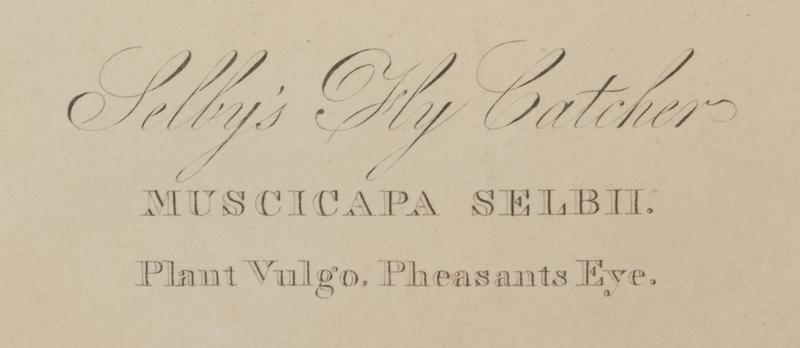 Selby's Fly Catcher
MUSCICAPA SELBII.
Plant Vulgo. Pheasants Eye.